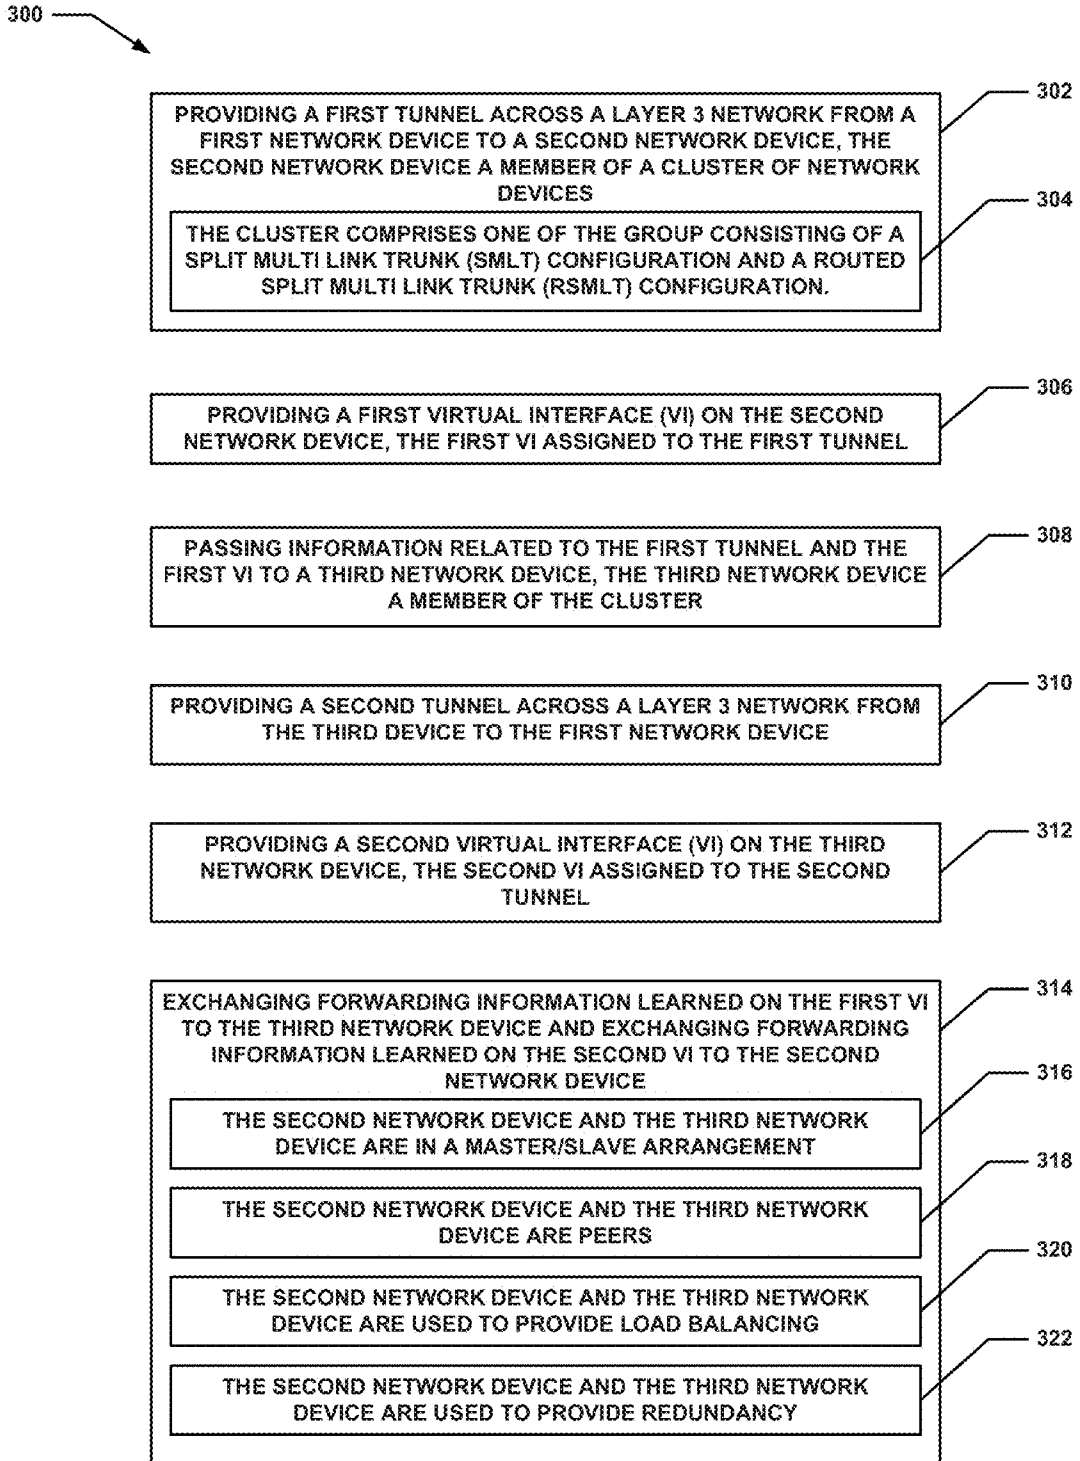 300
302
PROVIDING A FIRST TUNNEL ACROSS A LAYER 3 NETWORK FROM A
FIRST NETWORK DEVICE TO A SECOND NETWORK DEVICE, THE
SECOND NETWORK DEVICE A MEMBER OF A CLUSTER OF NETWORK
DEVICES
304
THE CLUSTER COMPRISES ONE OF THE GROUP CONSISTING OF A
SPLIT MULTI LINK TRUNK (SMLT) CONFIGURATION AND A ROUTED
SPLIT MULTI LINK TRUNK (RSMLT) CONFIGURATION.
306
PROVIDING A FIRST VIRTUAL INTERFACE (VI) ON THE SECOND
NETWORK DEVICE, THE FIRST VI ASSIGNED TO THE FIRST TUNNEL
308
PASSING INFORMATION RELATED TO THE FIRST TUNNEL AND THE
FIRST VI TO A THIRD NETWORK DEVICE, THE THIRD NETWORK DEVICE
A MEMBER OF THE CLUSTER
310
PROVIDING A SECOND TUNNEL ACROSS A LAYER 3 NETWORK FROM
THE THIRD DEVICE TO THE FIRST NETWORK DEVICE
312
PROVIDING A SECOND VIRTUAL INTERFACE (VI) ON THE THIRD
NETWORK DEVICE, THE SECOND VI ASSIGNED TO THE SECOND
TUNNEL
314
EXCHANGING FORWARDING INFORMATION LEARNED ON THE FIRST VI
TO THE THIRD NETWORK DEVICE AND EXCHANGING FORWARDING
INFORMATION LEARNED ON THE SECOND VI TO THE SECOND
NETWORK DEVICE
316
THE SECOND NETWORK DEVICE AND THE THIRD NETWORK
DEVICE ARE IN A MASTER/SLAVE ARRANGEMENT
318
THE SECOND NETWORK DEVICE AND THE THIRD NETWORK
DEVICE ARE PEERS
320
THE SECOND NETWORK DEVICE AND THE THIRD NETWORK
DEVICE ARE USED TO PROVIDE LOAD BALANCING
322
THE SECOND NETWORK DEVICE AND THE THIRD NETWORK
DEVICE ARE USED TO PROVIDE REDUNDANCY